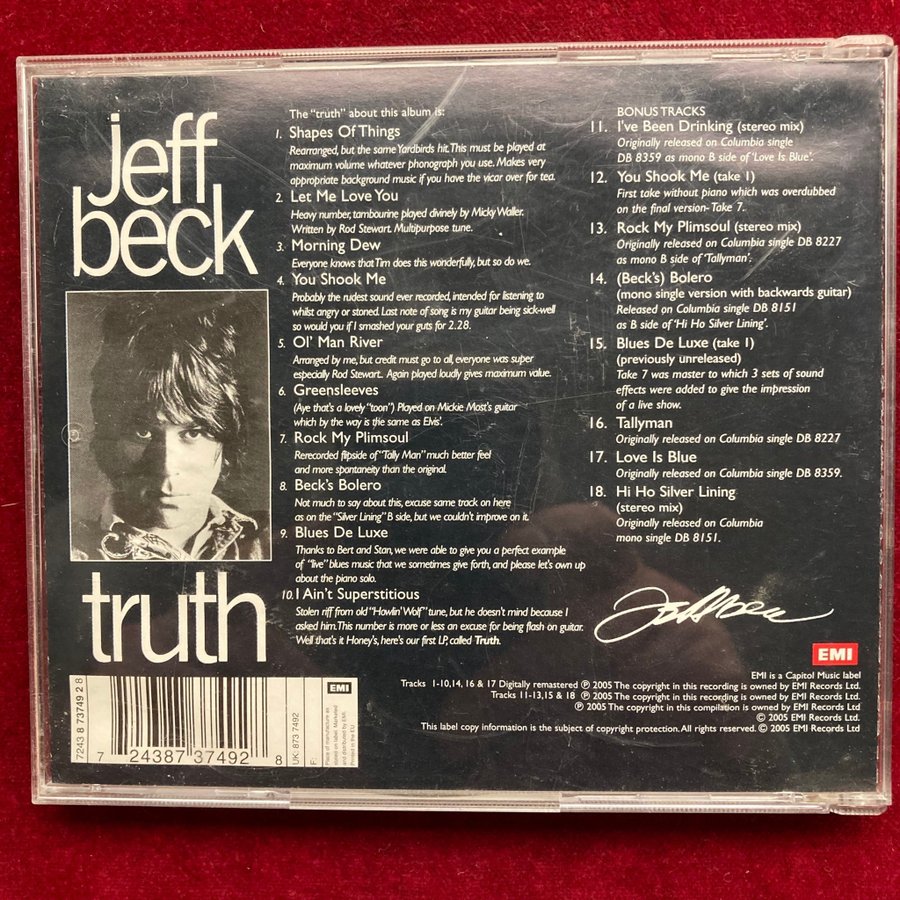 jeff
beck
truth
The "truth" about this album is:
1. Shapes Of Things
Rearranged, but the same Yardbirds hit. This must be played at
maximum volume whatever phonograph you use. Makes very
appropriate background music if you have the vicar over for tea.
2. Let Me Love You
Heavy number, tambourine played divinely by Micky Waller.
Written by Rod Stewart. Multipurpose tune.
3. Morning Dew
Everyone knows that Tim does this wonderfully, but so do we.
4. You Shook Me
Probably the rudest sound ever recorded, intended for listening to
whilst angry or stoned. Last note of song is my guitar being sick-well
so would you if I smashed your guts for 2.28.
5. Ol' Man River
Arranged by me, but credit must go to all, everyone was super
especially Rod Stewart.. Again played loudly gives maximum value.
6. Greensleeves
(Aye that's a lovely "toon") Played on Mickie Most's guitar
which by the way is the same as Elvis'.
7. Rock My Plimsoul
Rerecorded flipside of "Tally Man" much better feel
and more spontaneity than the original.
8. Beck's Bolero
Not much to say about this, excuse same track on here
as on the "Silver Lining" B side, but we couldn't improve on it.
9. Blues De Luxe
Thanks to Bert and Stan, we were able to give you a perfect example
of "live" blues music that we sometimes give forth, and please let's own up
about the piano solo.
10. I Ain't Superstitious
Stolen riff from old "Howlin' Wolf" tune, but he doesn't mind because I
asked him. This number is more or less an excuse for being flash on guitar.
Well that's it Honey's, here's our first LP, called Truth.
BONUS TRACKS
11. I've Been Drinking (stereo mix)
Originally released on Columbia single
DB 8359 as mono B side of 'Love Is Blue'.
12. You Shook Me (take 1)
First take without piano which was overdubbed
on the final version- Take 7..
13. Rock My Plimsoul (stereo mix)
Originally released on Columbia single DB 8227
as mono B side of 'Tallyman'.
14. (Beck's) Bolero
(mono single version with backwards guitar)
Released on Columbia single DB 8151
as B side of 'Hi Ho Silver Lining'.
15. Blues De Luxe (take 1)
(previously unreleased)
Take 7 was master to which 3 sets of sound
effects were added to give the impression
of a live show.
16. Tallyman
Originally released on Columbia single DB 8227
17. Love Is Blue
Originally released on Columbia single DB 8359.
18. Hi Ho Silver Lining
(stereo mix)
Originally released on Columbia
mono single DB 8151.
Jeff Beck
EMI
EMI is a Capitol Music label
Tracks 1-10,14, 16 & 17 Digitally remastered ℗ 2005 The copyright in this recording is owned by EMI Records Ltd.
Tracks 11-13,15 & 18 ℗ 2005 The copyright in this recording is owned by EMI Records Ltd.
℗ 2005 The copyright in this compilation is owned by EMI Records Ltd.
© 2005 EMI Records Ltd.
This label copy information is the subject of copyright protection. All rights reserved. © 2005 EMI Records Ltd
7243 8 73749 2 8
7 24387 37492 8
UK: 873 7492
F:
EMI
Place of manufacture as
stated on label. Marketed
and distributed by EMI.
Printed in the EU